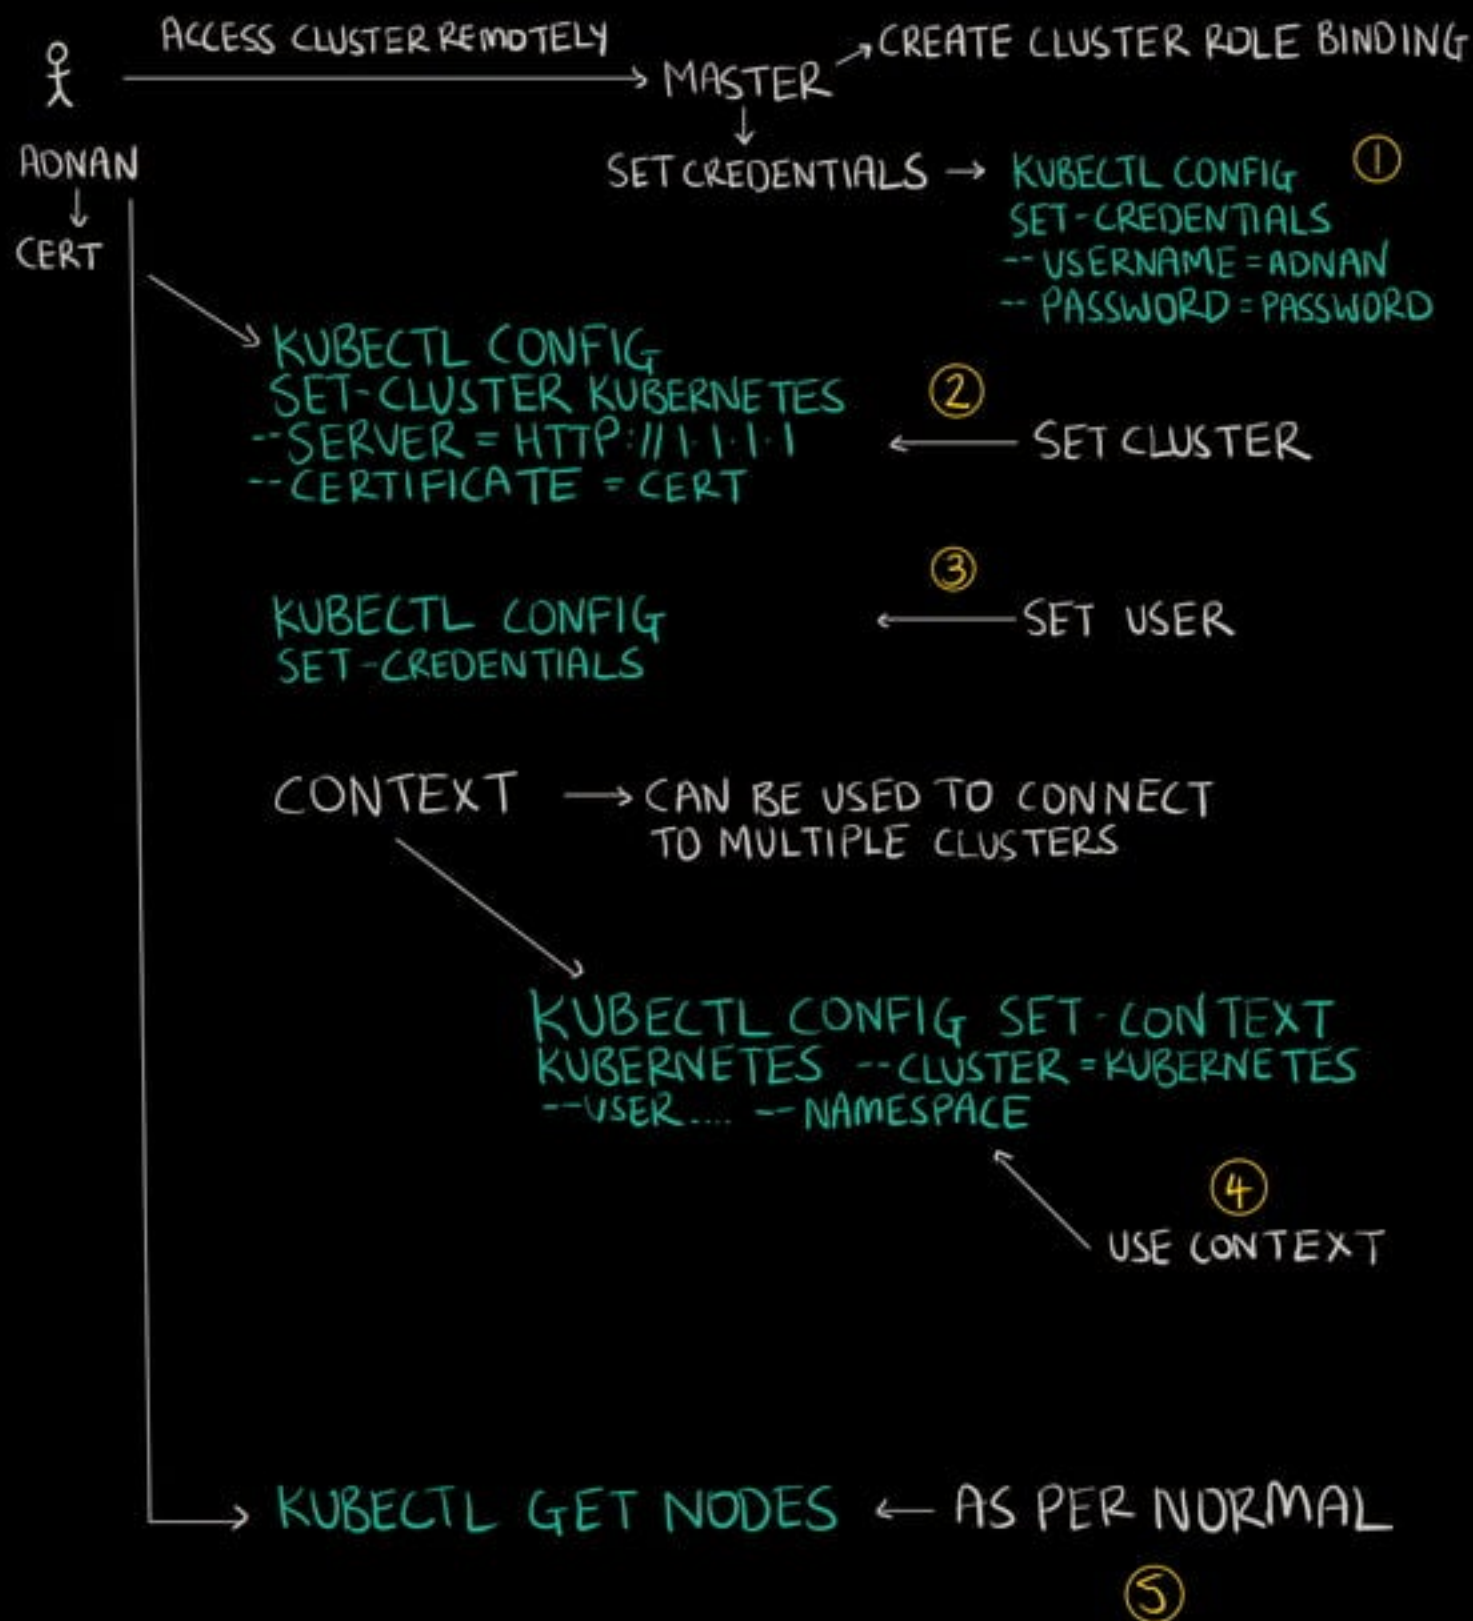 ACCESS CLUSTER REMOTELY
MASTER
CREATE CLUSTER ROLE BINDING
ADNAN
CERT
SET CREDENTIALS
①
KUBECTL CONFIG
SET-CREDENTIALS
-- USERNAME = ADNAN
-- PASSWORD = PASSWORD
KUBECTL CONFIG
SET-CLUSTER KUBERNETES
--SERVER = HTTP://1.1.1.1
--CERTIFICATE = CERT
②
SET CLUSTER
③
KUBECTL CONFIG
SET-CREDENTIALS
SET USER
CONTEXT
CAN BE USED TO CONNECT
TO MULTIPLE CLUSTERS
KUBECTL CONFIG SET-CONTEXT
KUBERNETES --CLUSTER = KUBERNETES
--USER.... --NAMESPACE
④
USE CONTEXT
KUBECTL GET NODES
AS PER NORMAL
⑤